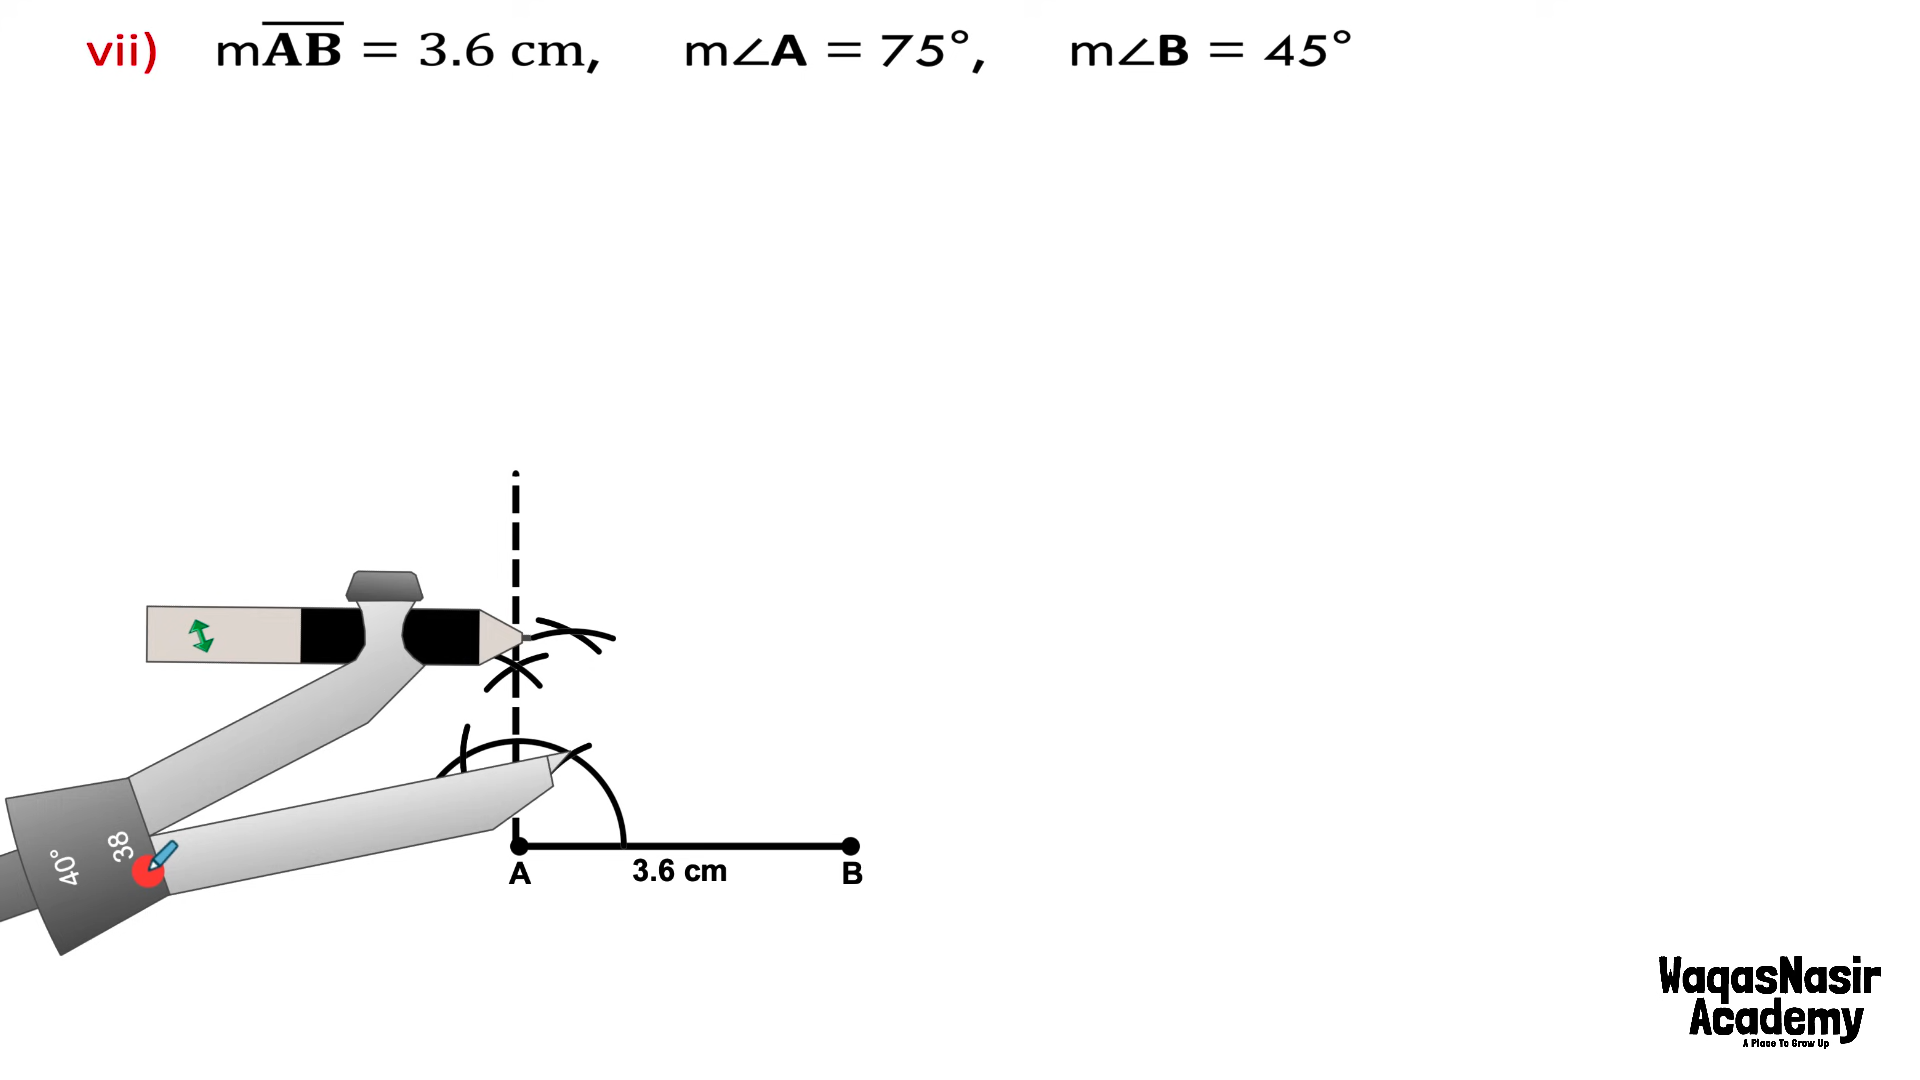 vii) mAB = 3.6 cm, m∠A = 75°, m∠B = 45°
40° 38
A 3.6 cm B
WaqasNasir
Academy
A Place To Grow Up